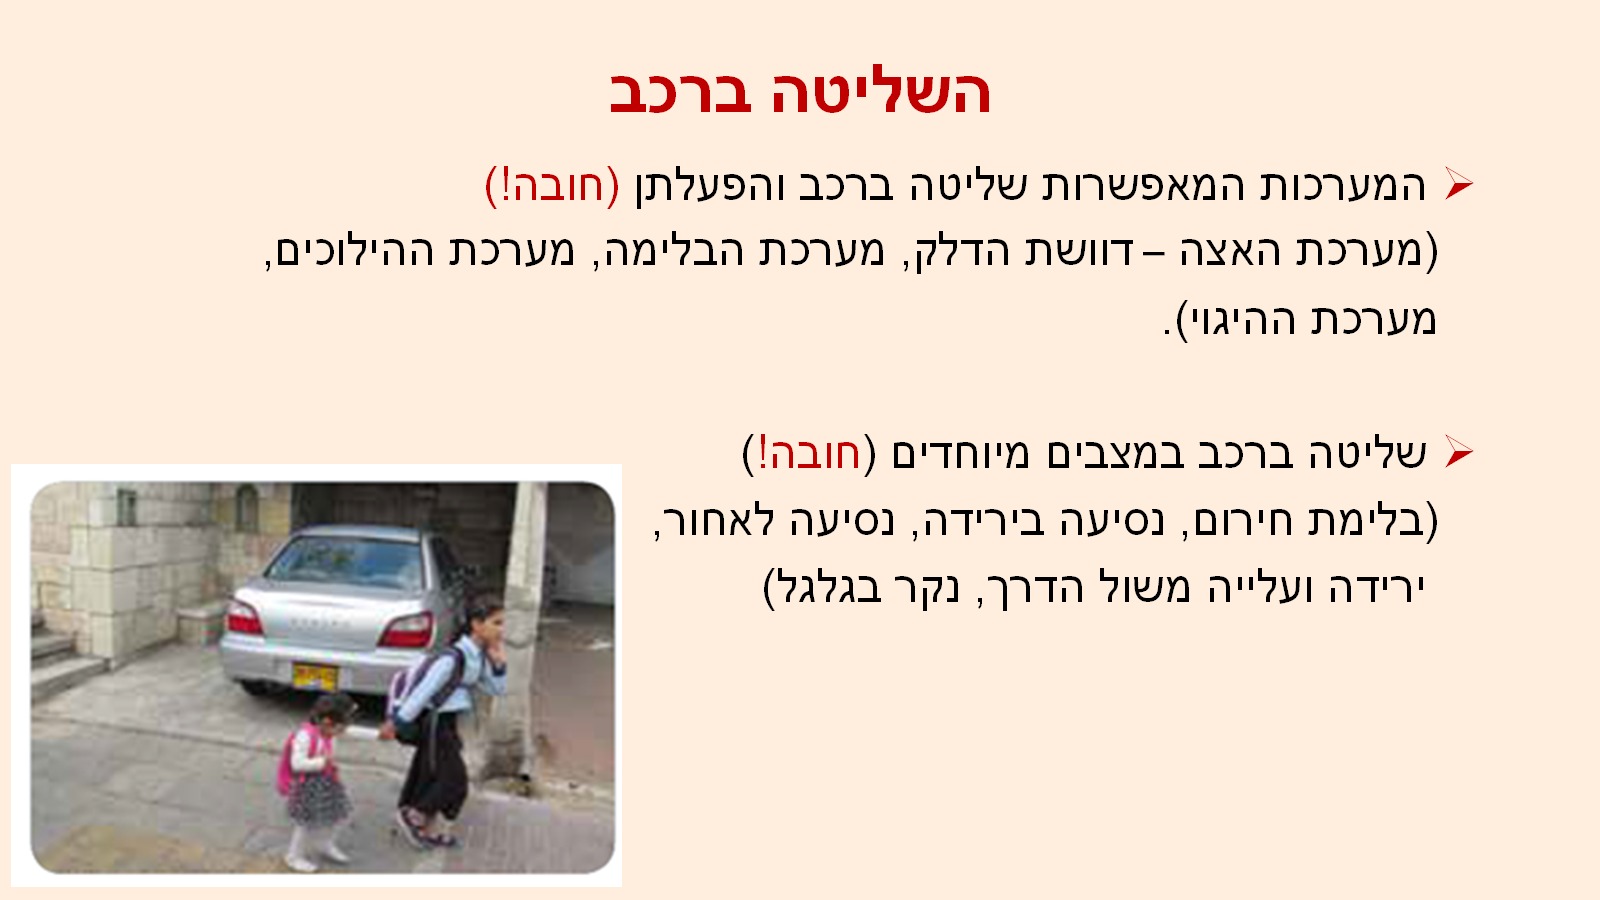 השליטה ברכב
המערכות המאפשרות שליטה ברכב והפעלתן (חובה!)
(מערכת האצה – דוושת הדלק, מערכת הבלימה, מערכת ההילוכים,
מערכת ההיגוי).
שליטה ברכב במצבים מיוחדים (חובה!)
(בלימת חירום, נסיעה בירידה, נסיעה לאחור,
ירידה ועלייה משול הדרך, נקר בגלגל)